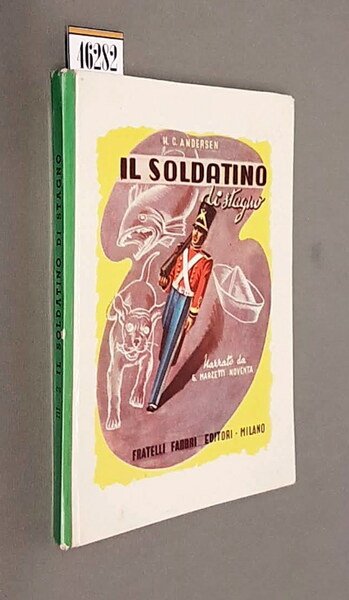 46282
H. C. ANDERSEN
IL SOLDATINO
di stagno
Narrato da
G. MARZETTI NOVENTA
FRATELLI FABBRI EDITORI - MILANO
IL SOLDATINO DI STAGNO